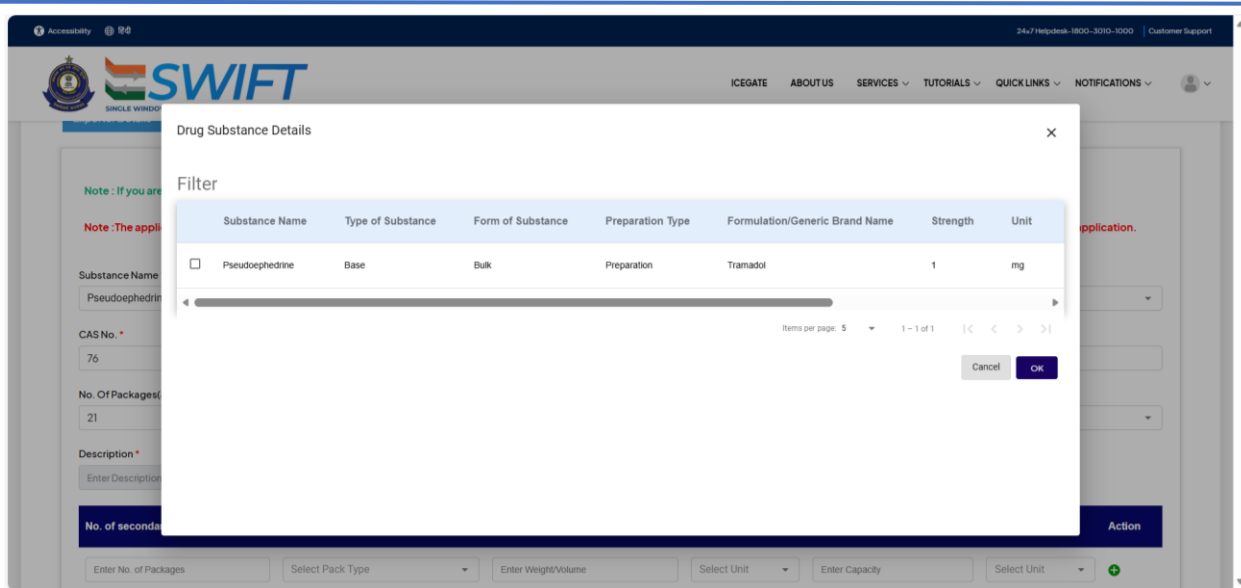 Accessibility हिंदी 24x7 Helpdesk-1800-3010-1000 Customer Support
SWIFT
SINGLE WINDO
ICEGATE ABOUT US SERVICES TUTORIALS QUICK LINKS NOTIFICATIONS
Drug Substance Details
Note : If you are
Filter
Note :The appli
pplication.
Substance Name Type of Substance Form of Substance Preparation Type Formulation/Generic Brand Name Strength Unit
Pseudoephedrine Base Bulk Preparation Tramadol 1 mg
Substance Name
Pseudoephedrin
Items per page: 5 1 – 1 of 1
CAS No. *
76
Cancel OK
No. Of Packages(
21
Description *
Enter Description
No. of seconda Action
Enter No. of Packages Select Pack Type Enter Weight/Volume Select Unit Enter Capacity Select Unit